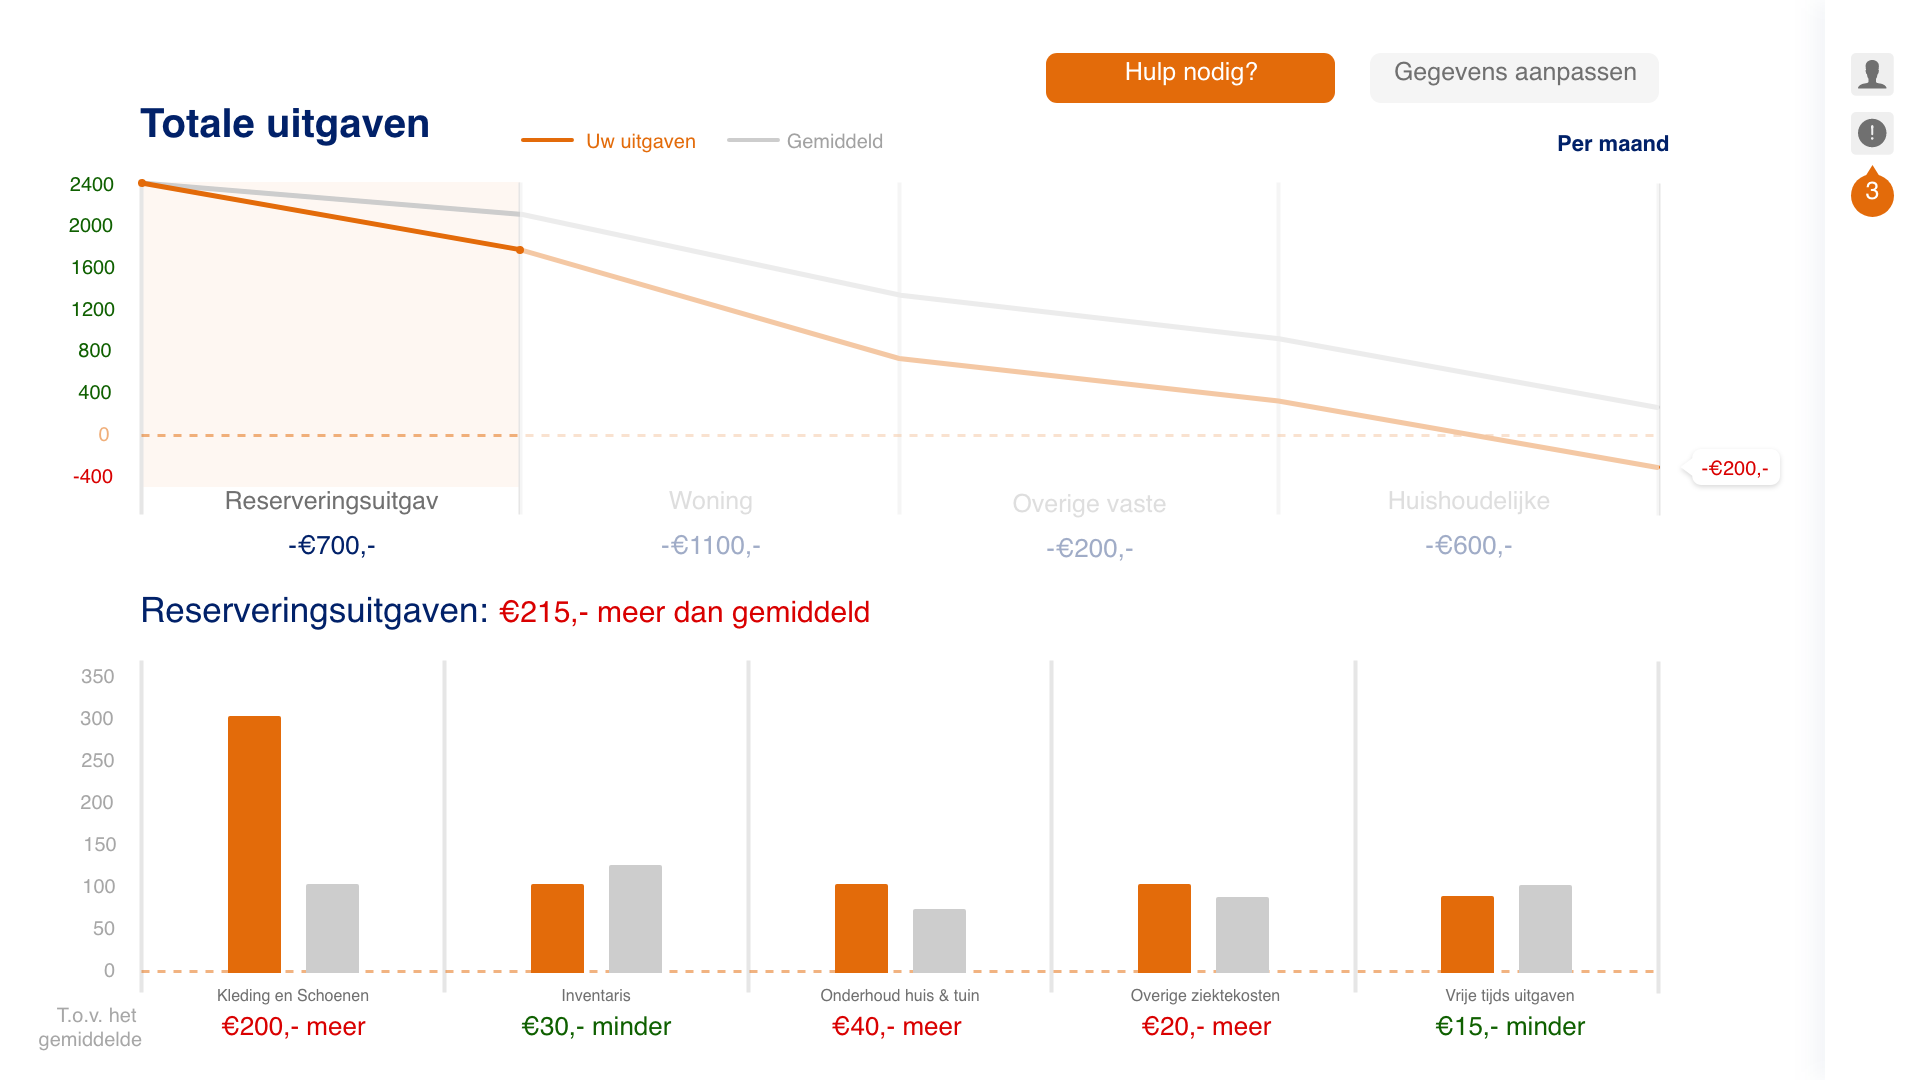 Hulp nodig?
Gegevens aanpassen
Totale uitgaven
Uw uitgaven
Gemiddeld
Per maand
2400
2000
1600
1200
800
400
0
-400
-€200,-
Reserveringsuitgav
Woning
Overige vaste
Huishoudelijke
-€700,-
-€1100,-
-€200,-
-€600,-
3
Reserveringsuitgaven: €215,- meer dan gemiddeld
350
300
250
200
150
100
50
0
Kleding en Schoenen
Inventaris
Onderhoud huis & tuin
Overige ziektekosten
Vrije tijds uitgaven
T.o.v. het
gemiddelde
€200,- meer
€30,- minder
€40,- meer
€20,- meer
€15,- minder